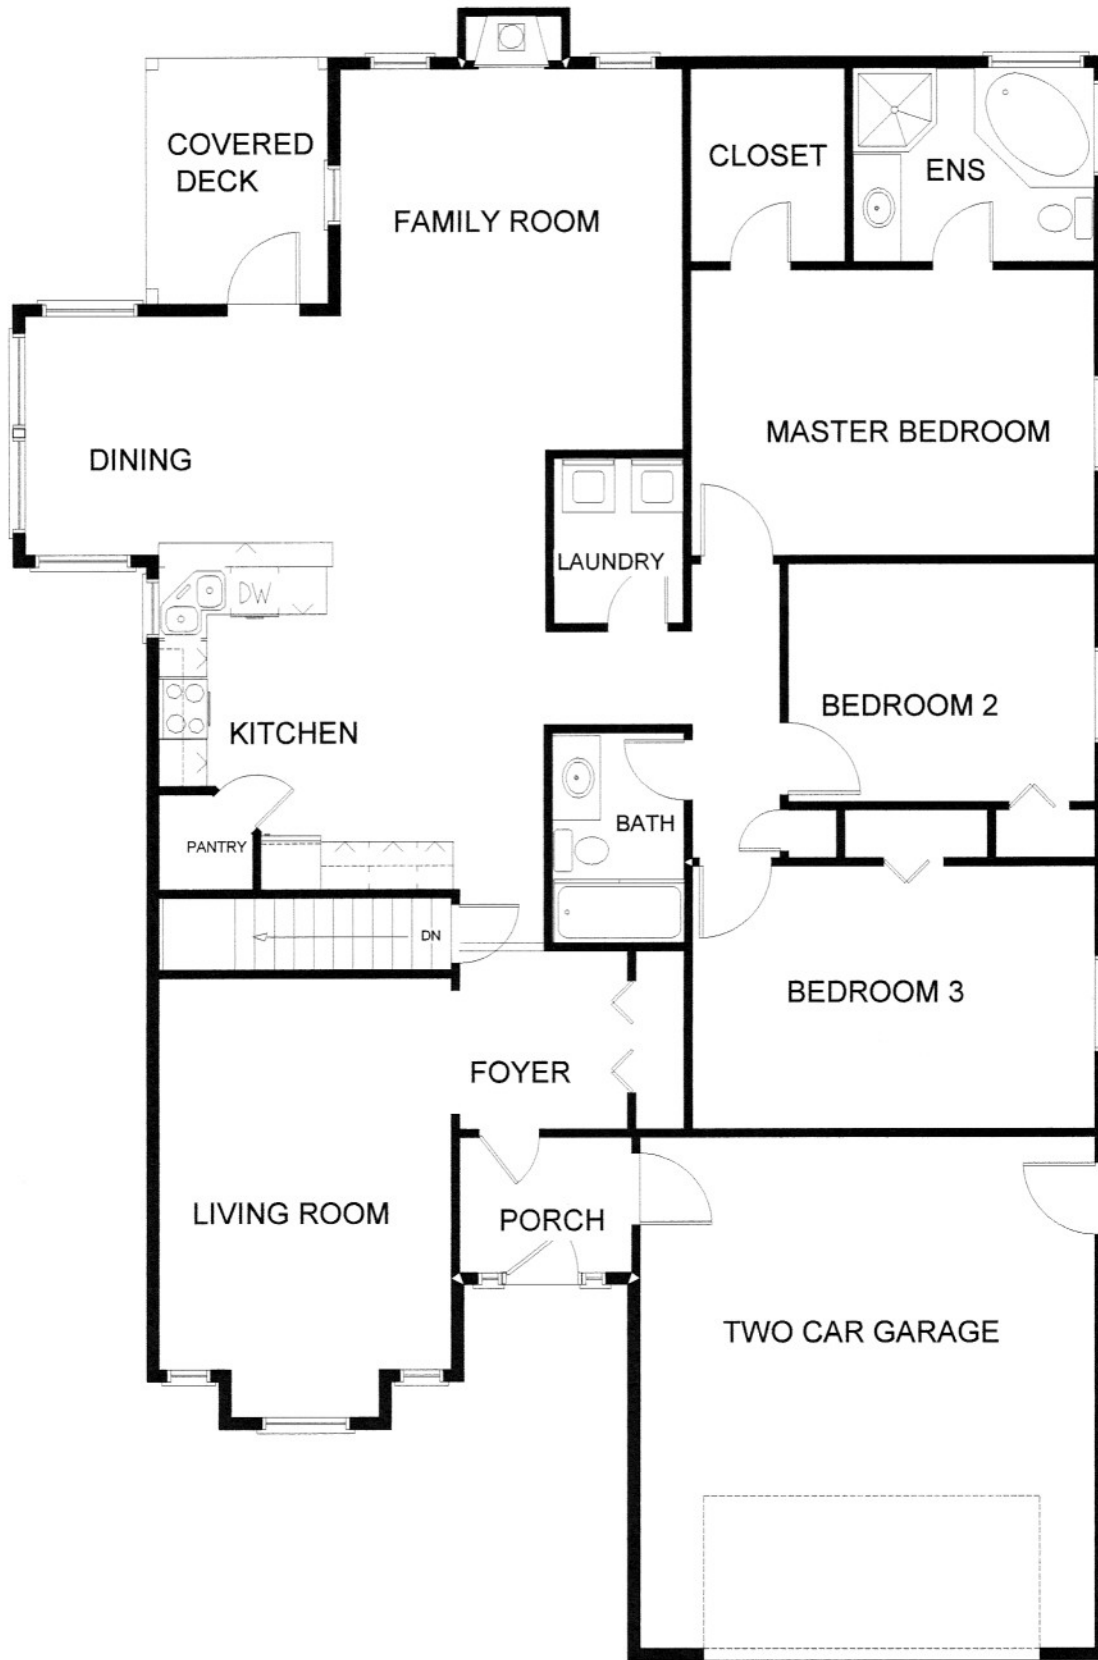 COVERED
DECK
FAMILY ROOM
CLOSET
ENS
DINING
MASTER BEDROOM
LAUNDRY
DW
KITCHEN
BEDROOM 2
PANTRY
BATH
DN
BEDROOM 3
FOYER
LIVING ROOM
PORCH
TWO CAR GARAGE